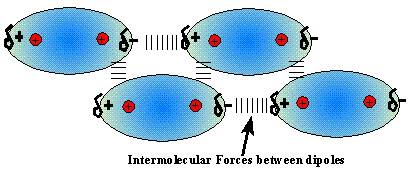 δ+ + + δ- δ+ + + δ-
δ+ + + δ- δ+ + + δ-
Intermolecular Forces between dipoles